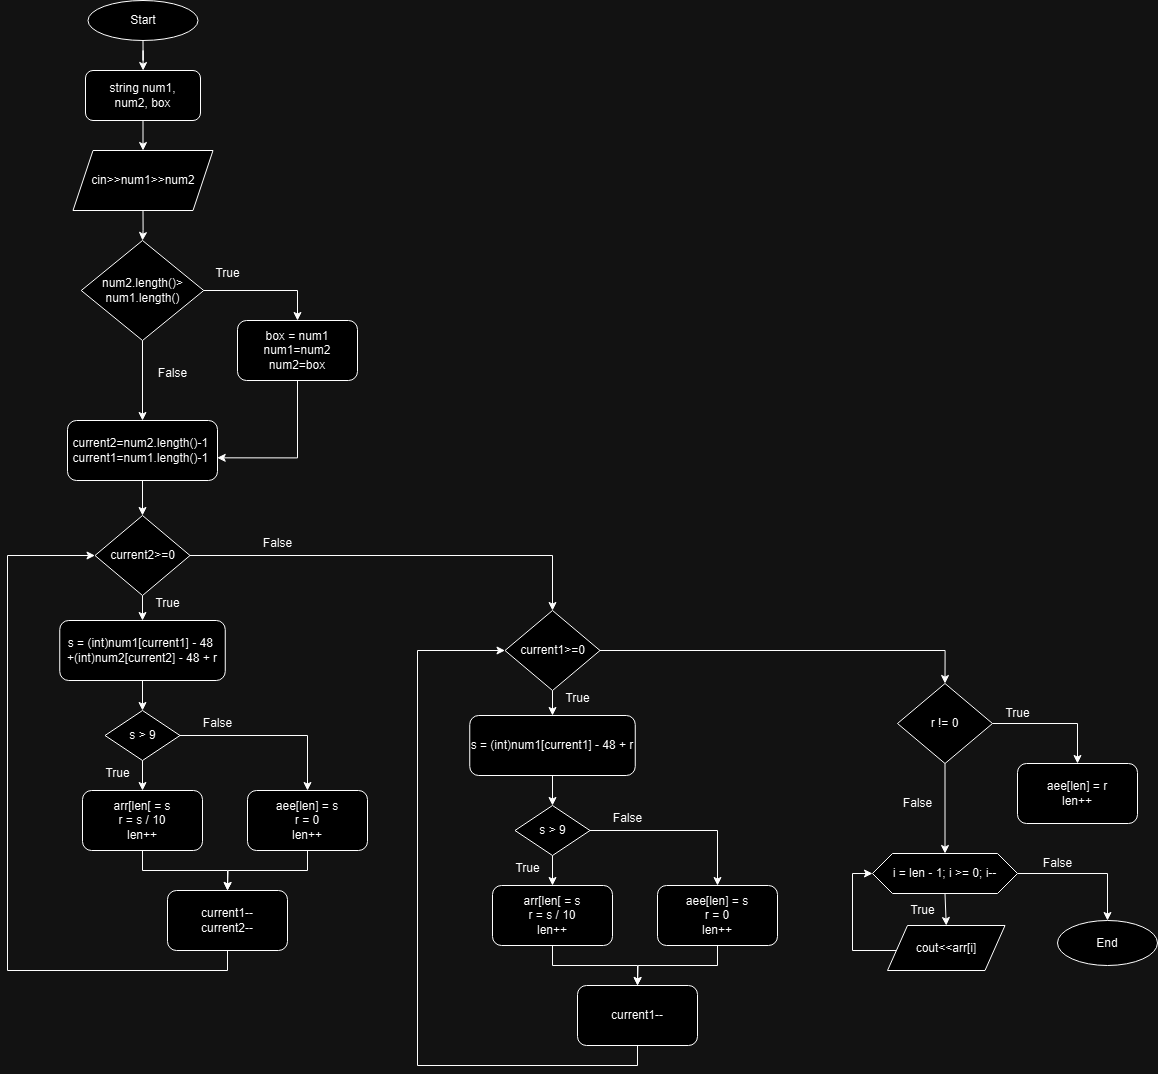 Start
string num1,
num2, box
cin>>num1>>num2
num2.length()>
num1.length()
True
box = num1
num1=num2
num2=box
False
current2=num2.length()-1
current1=num1.length()-1
current2>=0
False
True
s = (int)num1[current1] - 48
+(int)num2[current2] - 48 + r
s > 9
False
True
arr[len[ = s
r = s / 10
len++
aee[len] = s
r = 0
len++
current1--
current2--
current1>=0
True
s = (int)num1[current1] - 48 + r
s > 9
False
True
arr[len[ = s
r = s / 10
len++
aee[len] = s
r = 0
len++
current1--
r != 0
True
aee[len] = r
len++
False
i = len - 1; i >= 0; i--
False
True
cout<<arr[i]
End